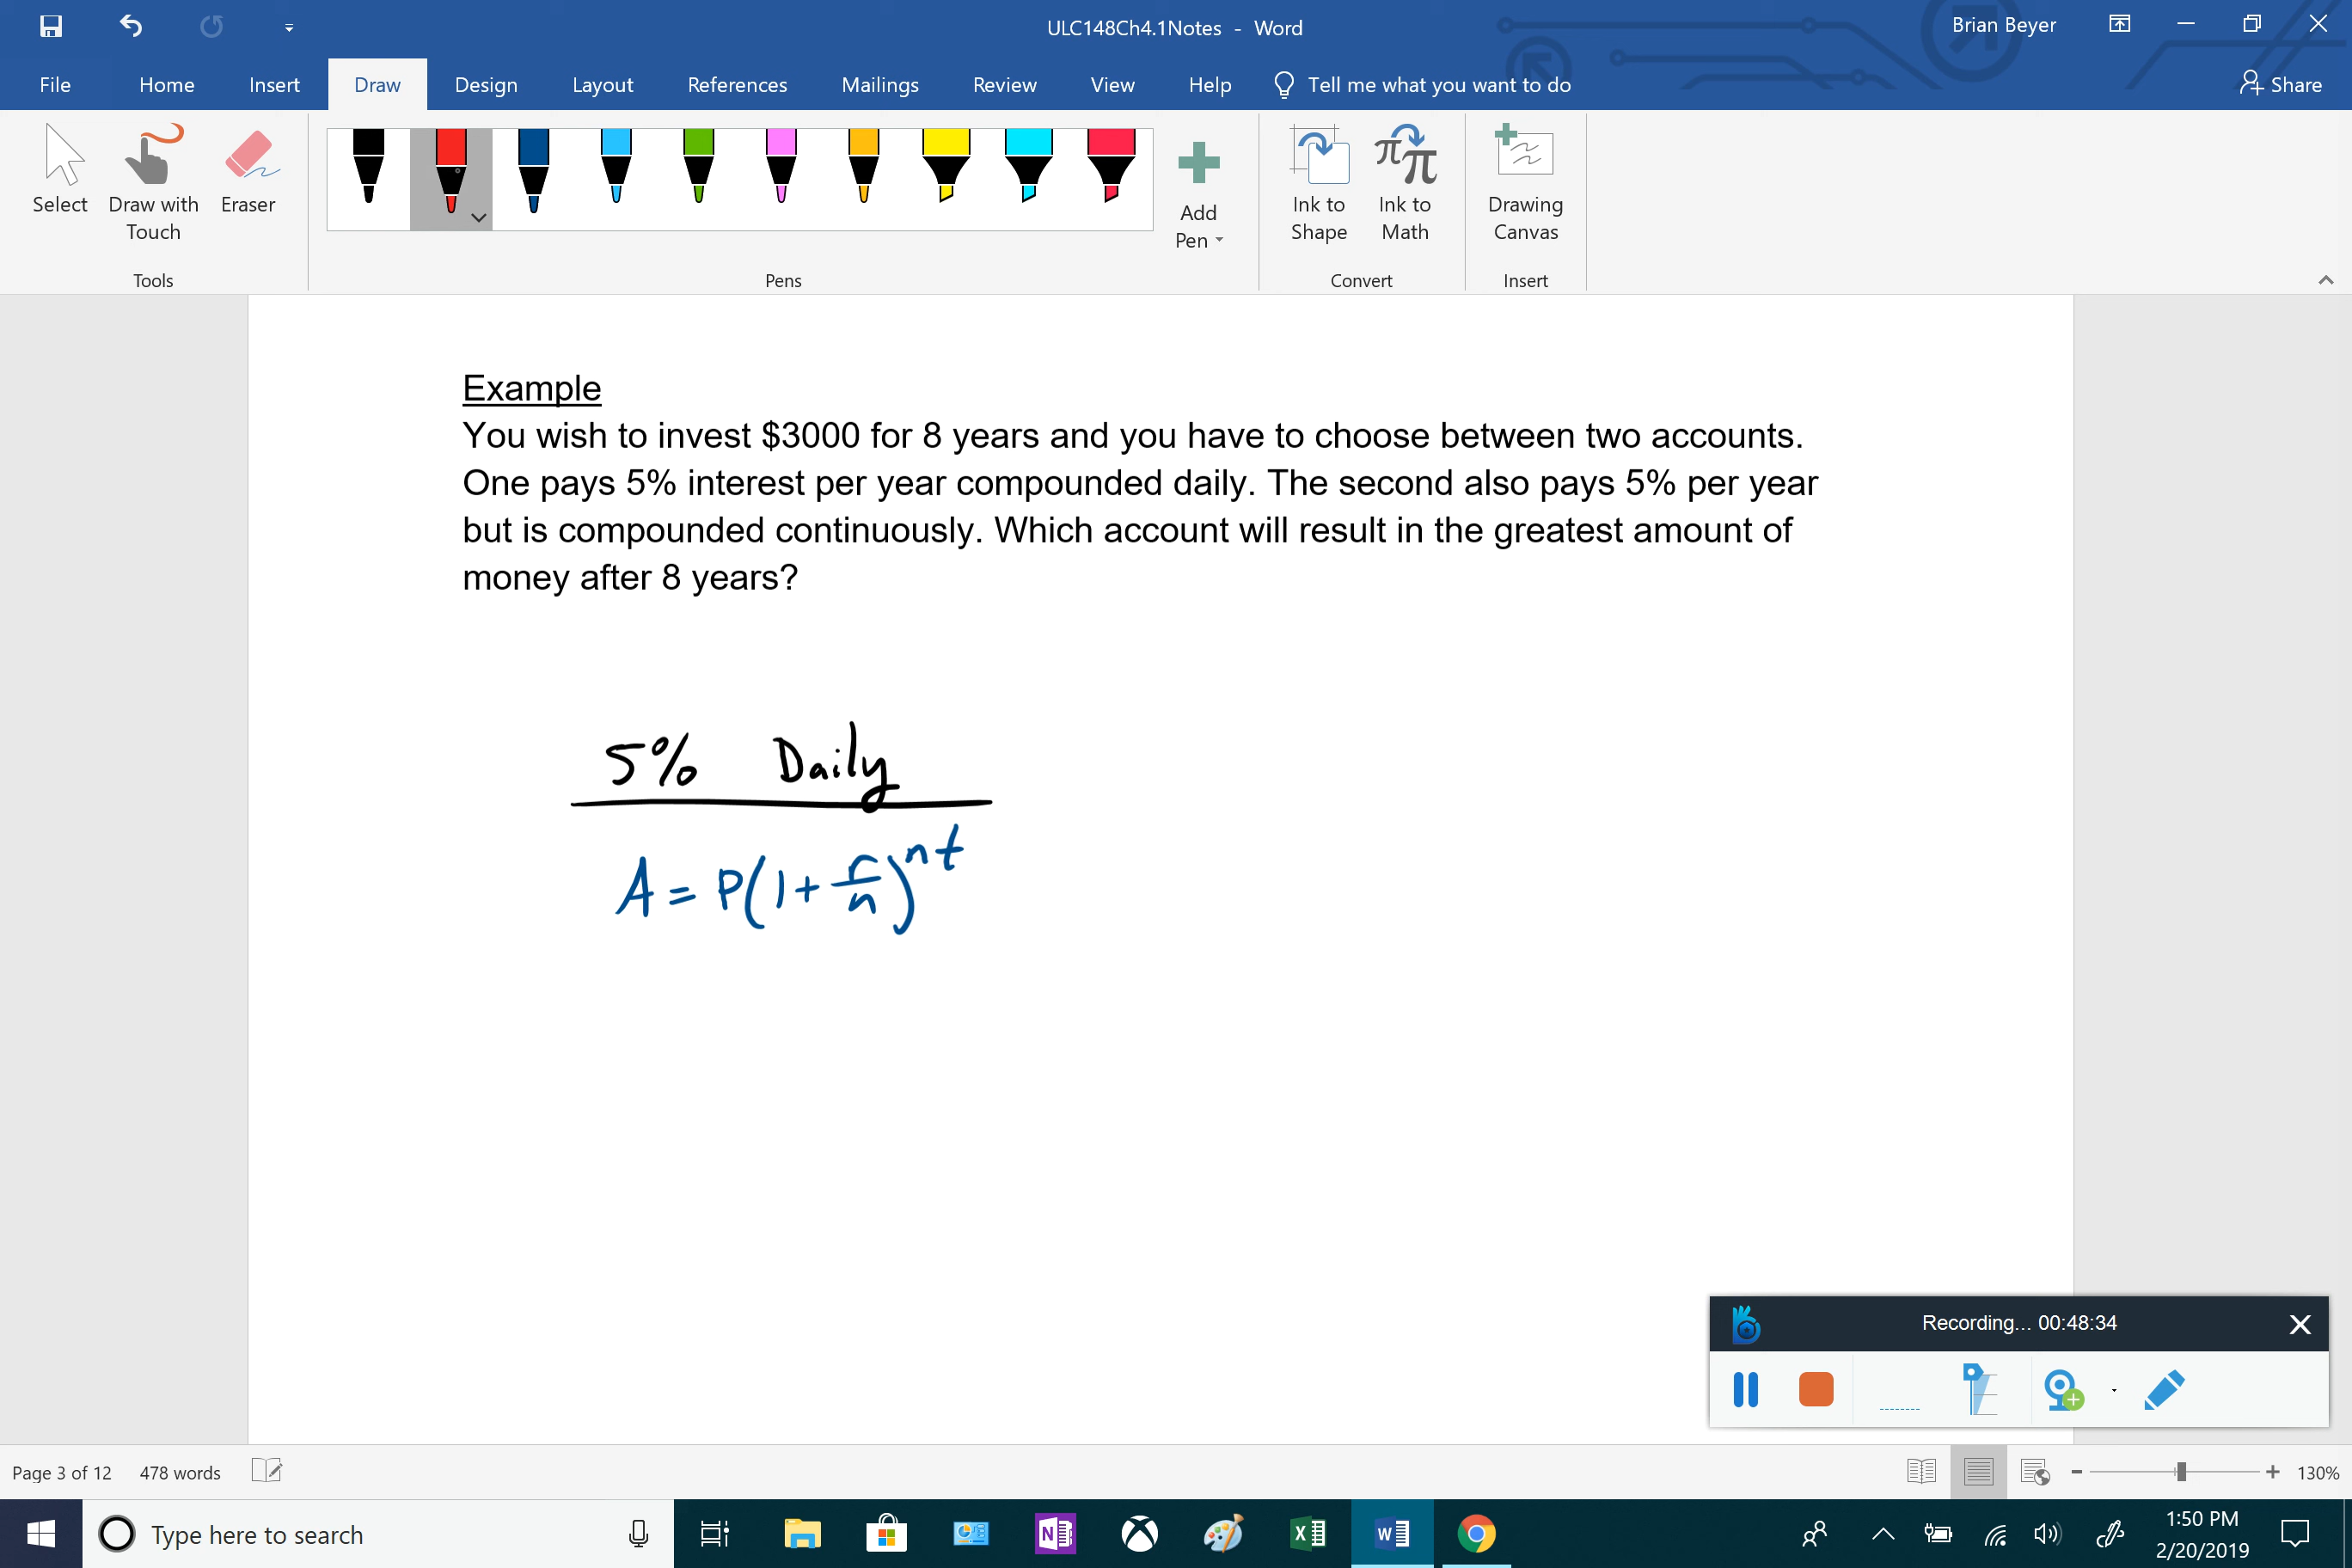 ULC148Ch4.1Notes - Word
Brian Beyer
File Home Insert Draw Design Layout References Mailings Review View Help Tell me what you want to do Share
Select
Draw with
Touch
Eraser
Add
Pen
Ink to
Shape
Ink to
Math
Drawing
Canvas
Tools Pens Convert Insert
Example
You wish to invest $3000 for 8 years and you have to choose between two accounts.
One pays 5% interest per year compounded daily. The second also pays 5% per year
but is compounded continuously. Which account will result in the greatest amount of
money after 8 years?
5% Daily
A = P(1 + r/n)^nt
Recording... 00:48:34
Page 3 of 12 478 words 130%
Type here to search
1:50 PM
2/20/2019